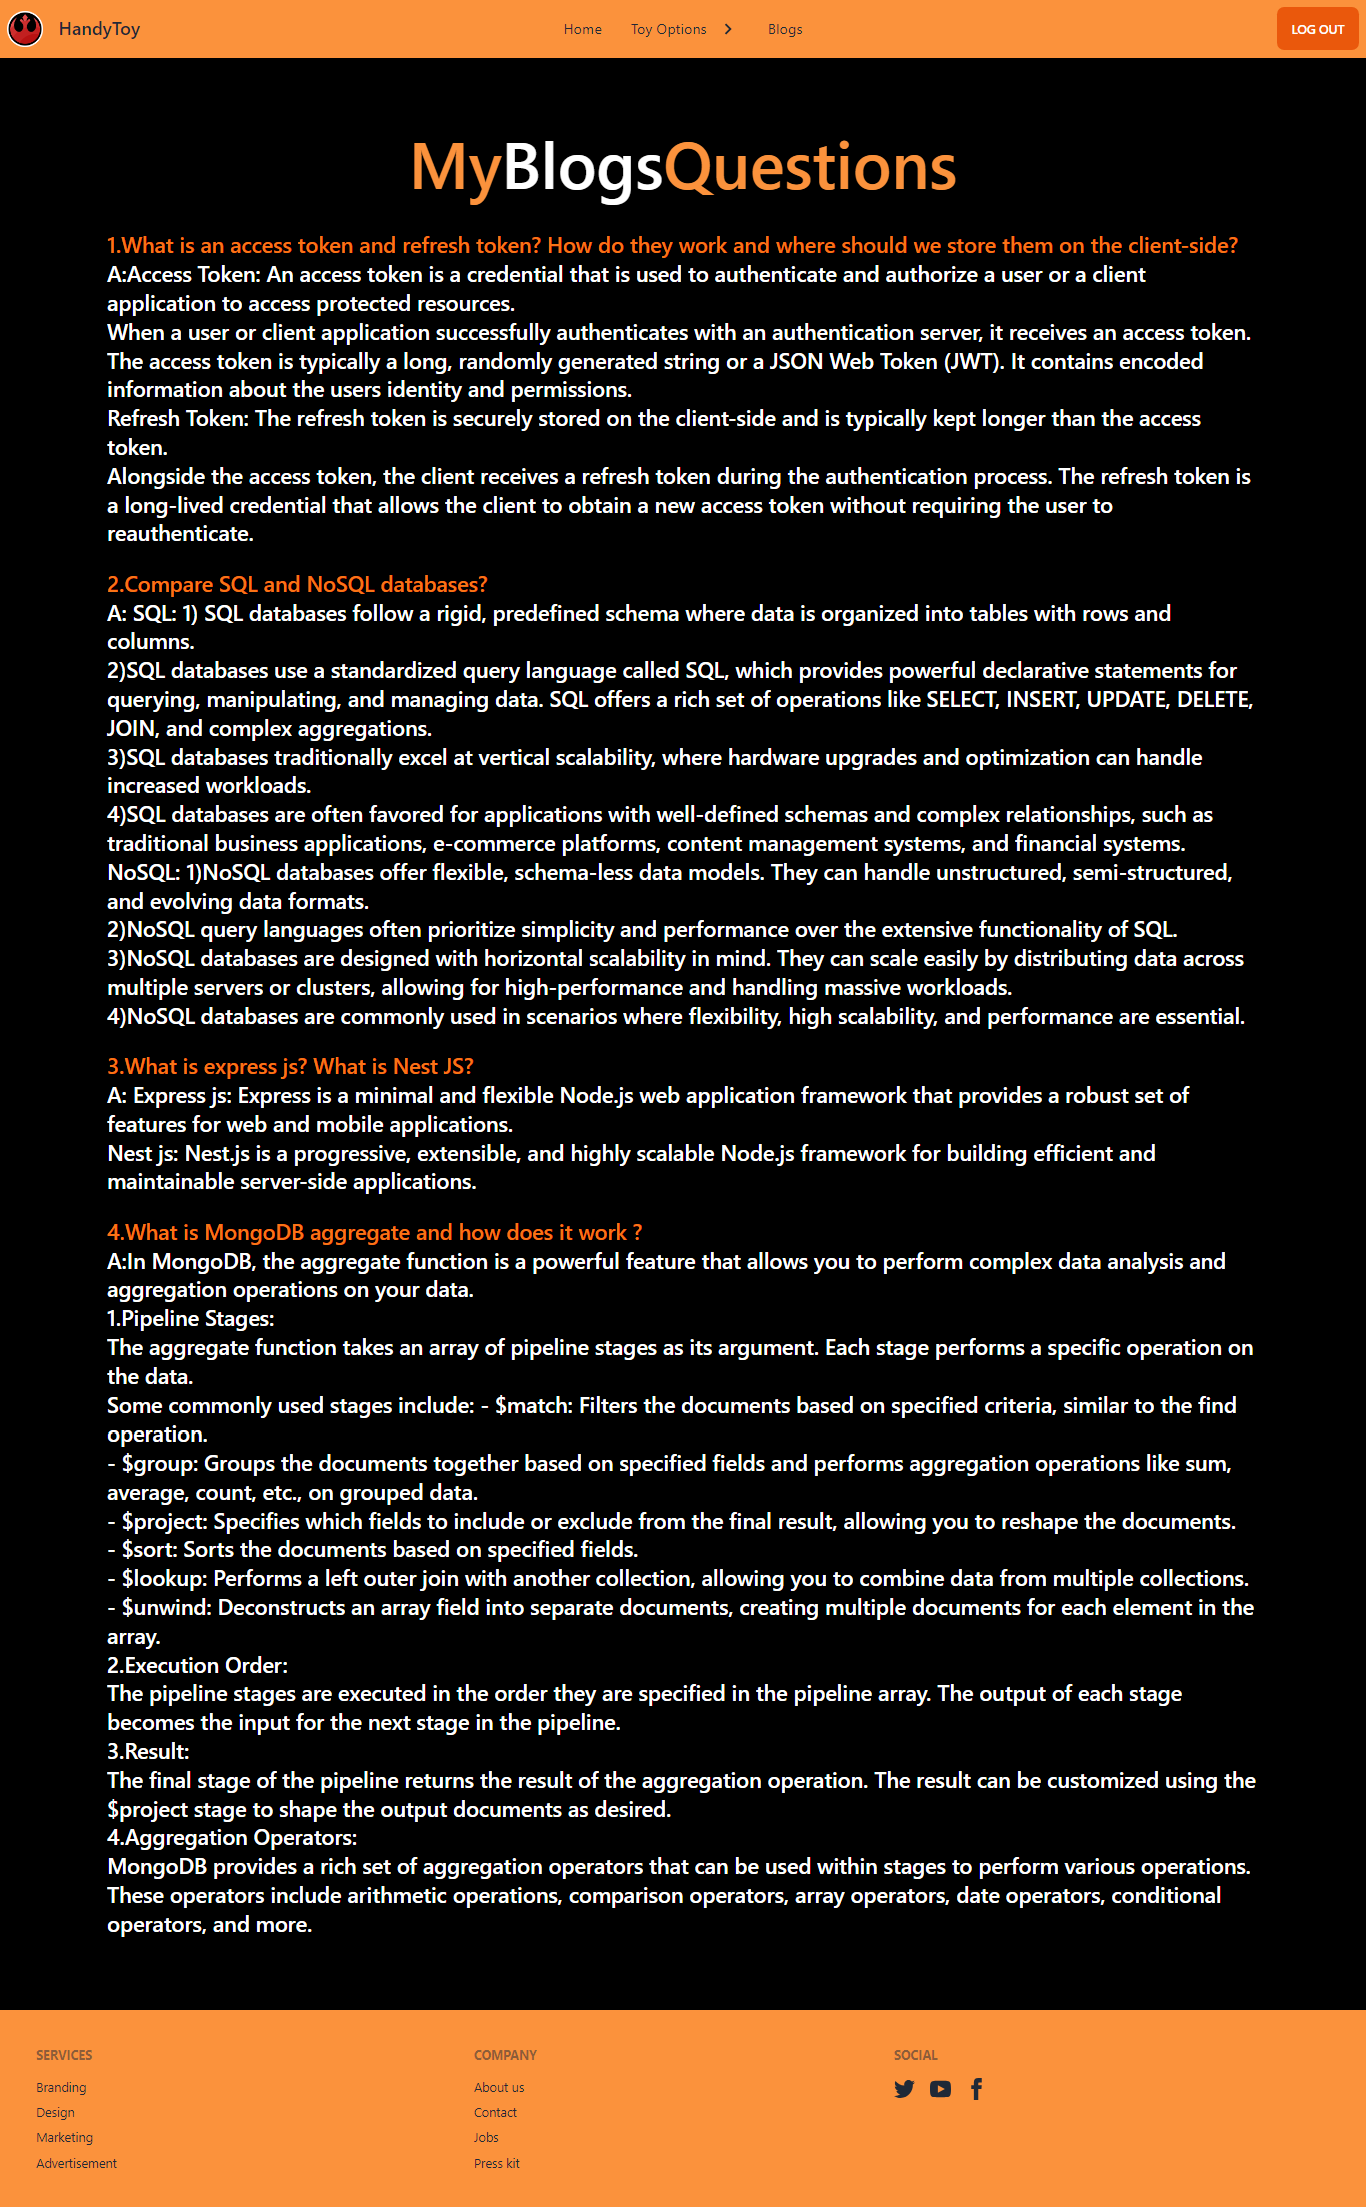 HandyToy
Home
Toy Options
Blogs
LOG OUT
MyBlogsQuestions
1.What is an access token and refresh token? How do they work and where should we store them on the client-side?
A:Access Token: An access token is a credential that is used to authenticate and authorize a user or a client
application to access protected resources.
When a user or client application successfully authenticates with an authentication server, it receives an access token.
The access token is typically a long, randomly generated string or a JSON Web Token (JWT). It contains encoded
information about the users identity and permissions.
Refresh Token: The refresh token is securely stored on the client-side and is typically kept longer than the access
token.
Alongside the access token, the client receives a refresh token during the authentication process. The refresh token is
a long-lived credential that allows the client to obtain a new access token without requiring the user to
reauthenticate.
2.Compare SQL and NoSQL databases?
A: SQL: 1) SQL databases follow a rigid, predefined schema where data is organized into tables with rows and
columns.
2)SQL databases use a standardized query language called SQL, which provides powerful declarative statements for
querying, manipulating, and managing data. SQL offers a rich set of operations like SELECT, INSERT, UPDATE, DELETE,
JOIN, and complex aggregations.
3)SQL databases traditionally excel at vertical scalability, where hardware upgrades and optimization can handle
increased workloads.
4)SQL databases are often favored for applications with well-defined schemas and complex relationships, such as
traditional business applications, e-commerce platforms, content management systems, and financial systems.
NoSQL: 1)NoSQL databases offer flexible, schema-less data models. They can handle unstructured, semi-structured,
and evolving data formats.
2)NoSQL query languages often prioritize simplicity and performance over the extensive functionality of SQL.
3)NoSQL databases are designed with horizontal scalability in mind. They can scale easily by distributing data across
multiple servers or clusters, allowing for high-performance and handling massive workloads.
4)NoSQL databases are commonly used in scenarios where flexibility, high scalability, and performance are essential.
3.What is express js? What is Nest JS?
A: Express js: Express is a minimal and flexible Node.js web application framework that provides a robust set of
features for web and mobile applications.
Nest js: Nest.js is a progressive, extensible, and highly scalable Node.js framework for building efficient and
maintainable server-side applications.
4.What is MongoDB aggregate and how does it work ?
A:In MongoDB, the aggregate function is a powerful feature that allows you to perform complex data analysis and
aggregation operations on your data.
1.Pipeline Stages:
The aggregate function takes an array of pipeline stages as its argument. Each stage performs a specific operation on
the data.
Some commonly used stages include: - $match: Filters the documents based on specified criteria, similar to the find
operation.
- $group: Groups the documents together based on specified fields and performs aggregation operations like sum,
average, count, etc., on grouped data.
- $project: Specifies which fields to include or exclude from the final result, allowing you to reshape the documents.
- $sort: Sorts the documents based on specified fields.
- $lookup: Performs a left outer join with another collection, allowing you to combine data from multiple collections.
- $unwind: Deconstructs an array field into separate documents, creating multiple documents for each element in the
array.
2.Execution Order:
The pipeline stages are executed in the order they are specified in the pipeline array. The output of each stage
becomes the input for the next stage in the pipeline.
3.Result:
The final stage of the pipeline returns the result of the aggregation operation. The result can be customized using the
$project stage to shape the output documents as desired.
4.Aggregation Operators:
MongoDB provides a rich set of aggregation operators that can be used within stages to perform various operations.
These operators include arithmetic operations, comparison operators, array operators, date operators, conditional
operators, and more.
SERVICES
Branding
Design
Marketing
Advertisement
COMPANY
About us
Contact
Jobs
Press kit
SOCIAL